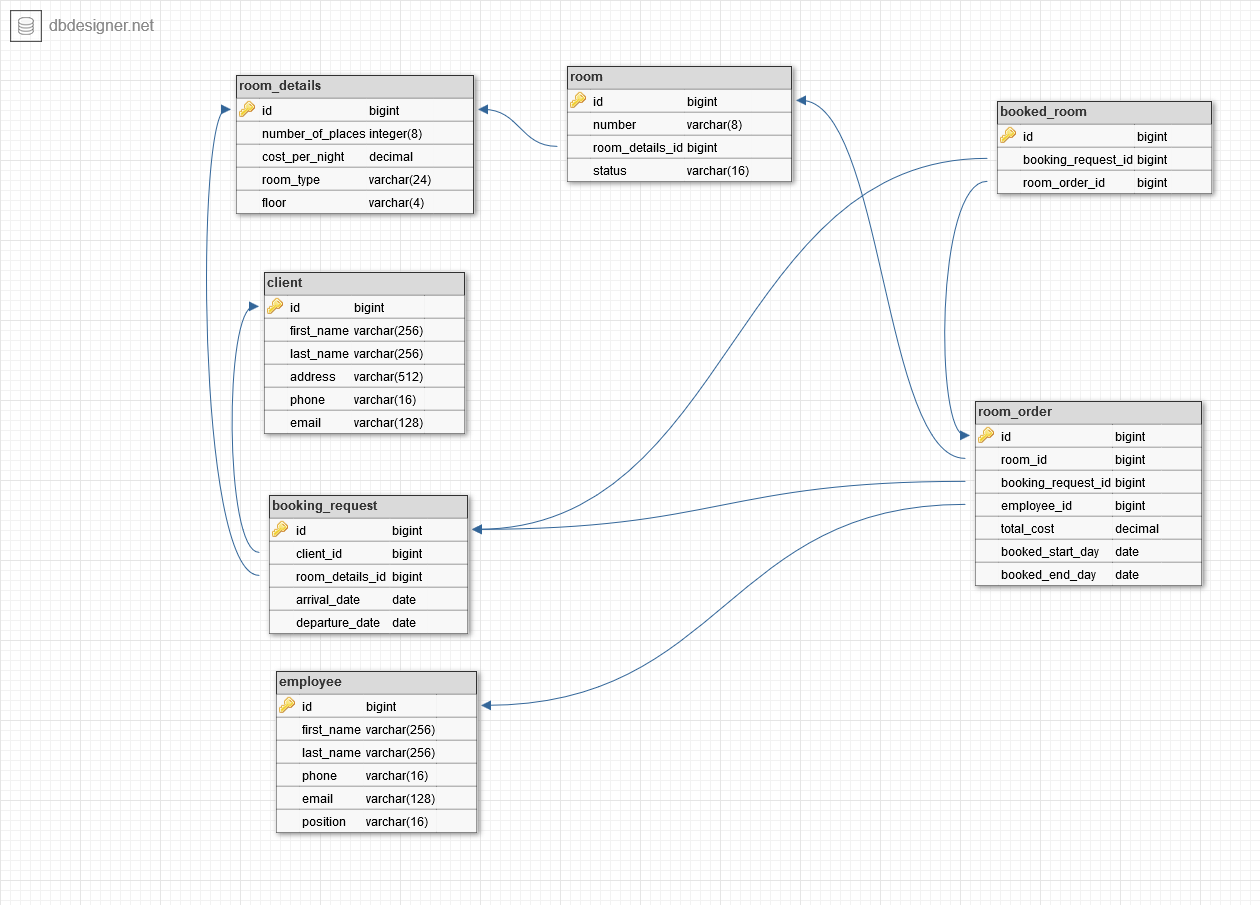 dbdesigner.net
room_details
id bigint
number_of_places integer(8)
cost_per_night decimal
room_type varchar(24)
floor varchar(4)
room
id bigint
number varchar(8)
room_details_id bigint
status varchar(16)
booked_room
id bigint
booking_request_id bigint
room_order_id bigint
client
id bigint
first_name varchar(256)
last_name varchar(256)
address varchar(512)
phone varchar(16)
email varchar(128)
room_order
id bigint
room_id bigint
booking_request_id bigint
employee_id bigint
total_cost decimal
booked_start_day date
booked_end_day date
booking_request
id bigint
client_id bigint
room_details_id bigint
arrival_date date
departure_date date
employee
id bigint
first_name varchar(256)
last_name varchar(256)
phone varchar(16)
email varchar(128)
position varchar(16)